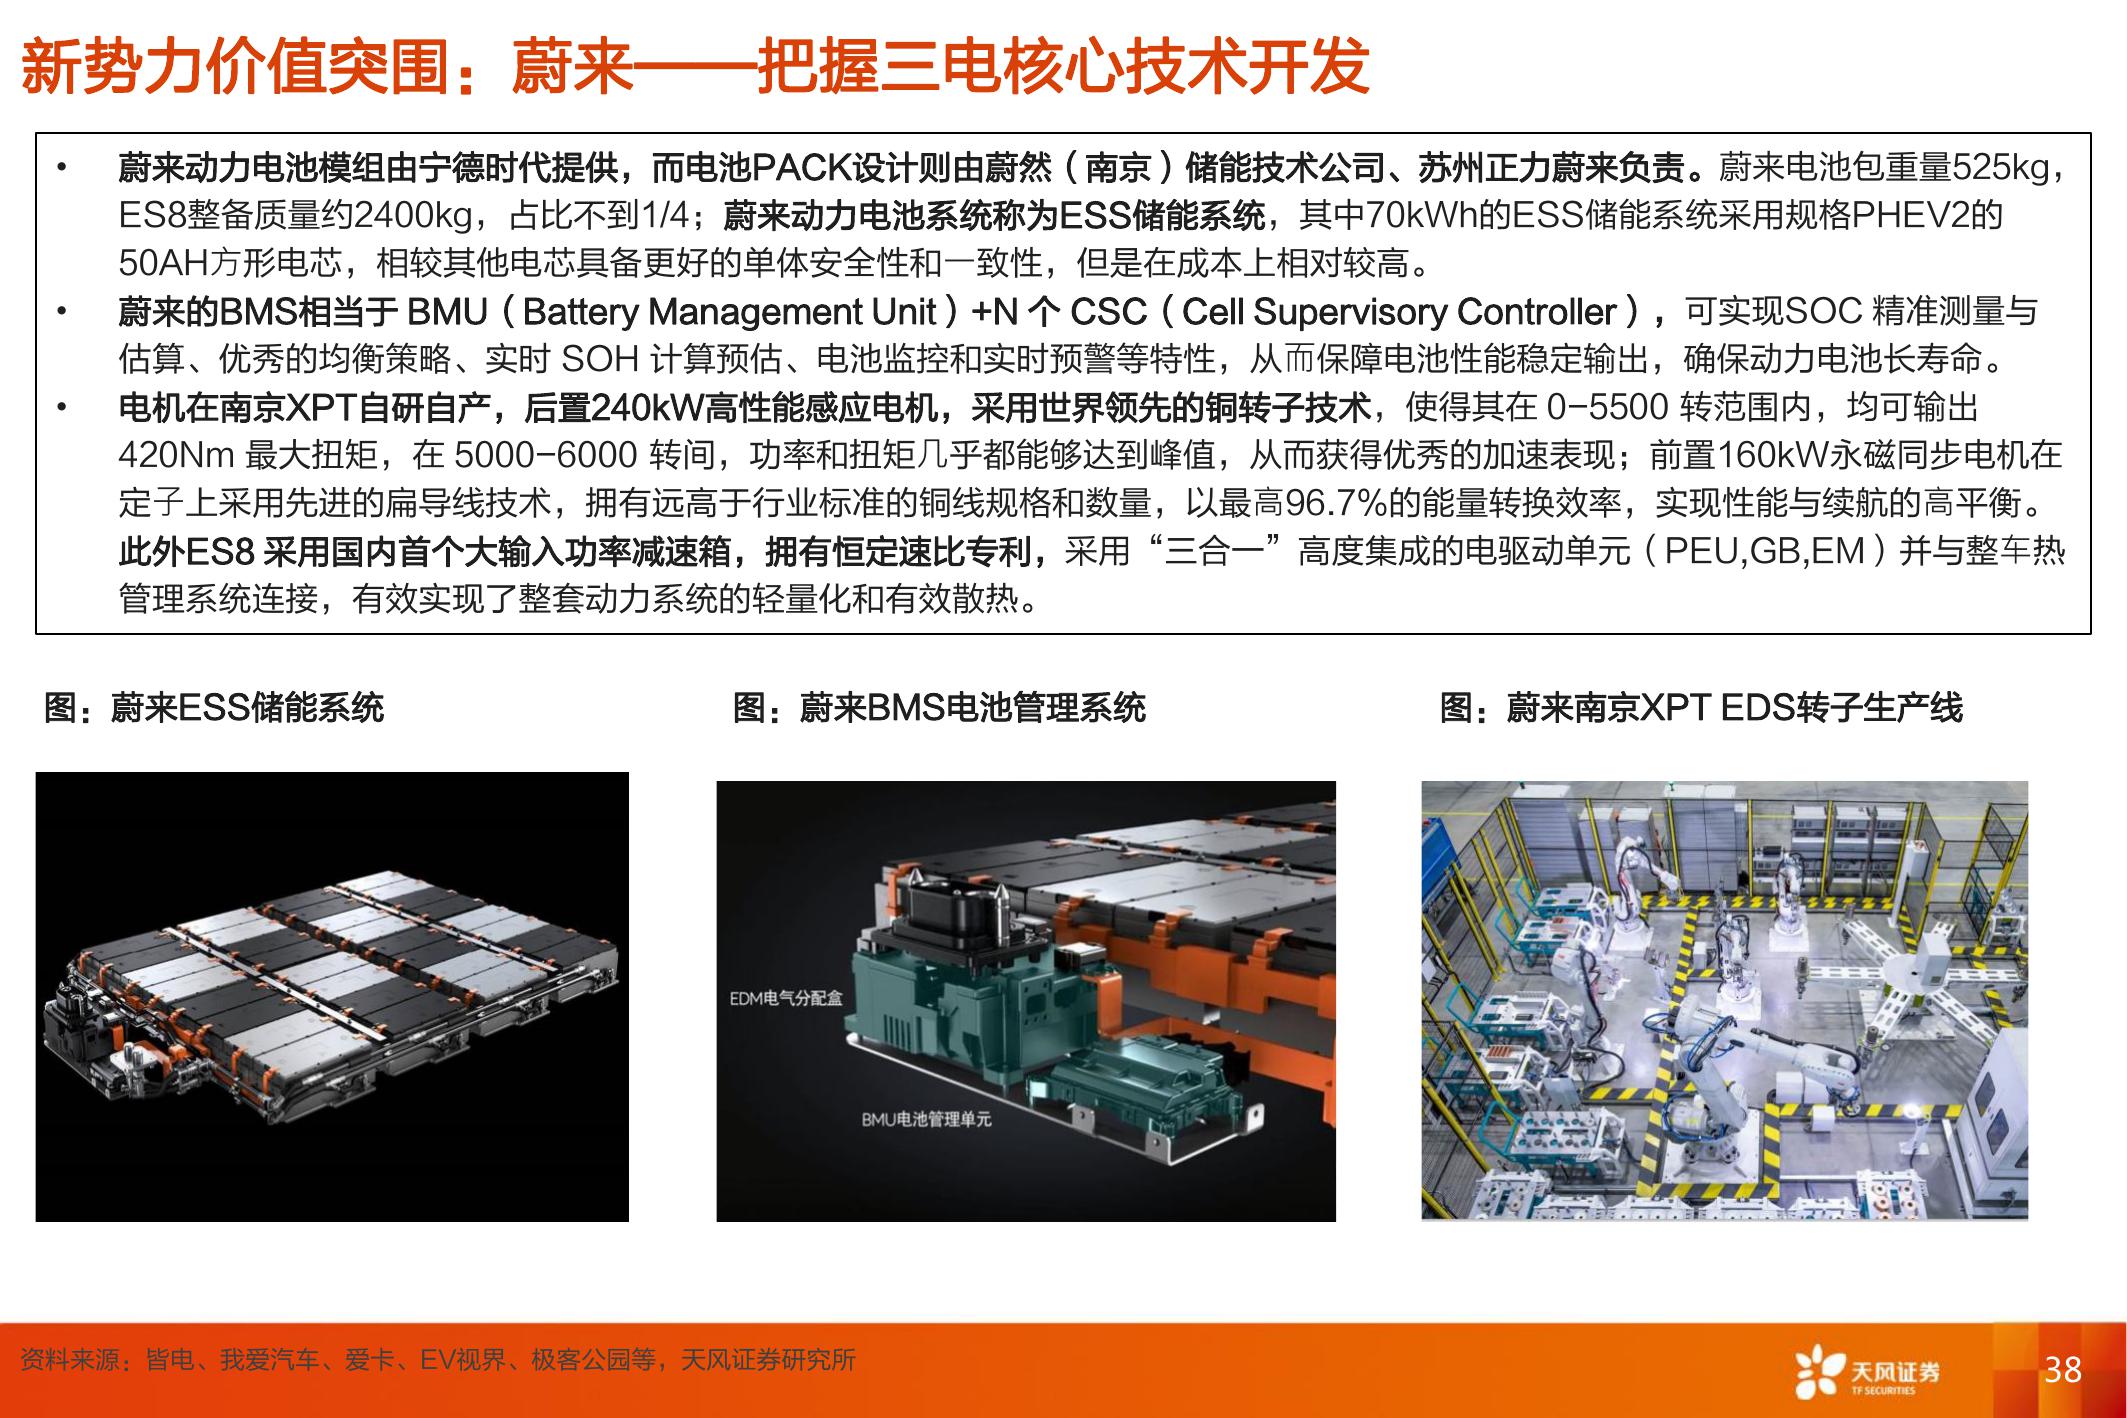 新势力价值突围：蔚来——把握三电核心技术开发
• 蔚来动力电池模组由宁德时代提供，而电池PACK设计则由蔚然（南京）储能技术公司、苏州正力蔚来负责。蔚来电池包重量525kg，
ES8整备质量约2400kg，占比不到1/4；蔚来动力电池系统称为ESS储能系统，其中70kWh的ESS储能系统采用规格PHEV2的
50AH方形电芯，相较其他电芯具备更好的单体安全性和一致性，但是在成本上相对较高。
• 蔚来的BMS相当于 BMU（Battery Management Unit）+N 个 CSC（Cell Supervisory Controller），可实现SOC 精准测量与
估算、优秀的均衡策略、实时 SOH 计算预估、电池监控和实时预警等特性，从而保障电池性能稳定输出，确保动力电池长寿命。
• 电机在南京XPT自研自产，后置240kW高性能感应电机，采用世界领先的铜转子技术，使得其在 0-5500 转范围内，均可输出
420Nm 最大扭矩，在 5000-6000 转间，功率和扭矩几乎都能够达到峰值，从而获得优秀的加速表现；前置160kW永磁同步电机在
定子上采用先进的扁导线技术，拥有远高于行业标准的铜线规格和数量，以最高96.7%的能量转换效率，实现性能与续航的高平衡。
此外ES8 采用国内首个大输入功率减速箱，拥有恒定速比专利，采用“三合一”高度集成的电驱动单元（PEU,GB,EM）并与整车热
管理系统连接，有效实现了整套动力系统的轻量化和有效散热。
图：蔚来ESS储能系统
图：蔚来BMS电池管理系统
图：蔚来南京XPT EDS转子生产线
EDM电气分配盒
BMU电池管理单元
资料来源：皆电、我爱汽车、爱卡、EV视界、极客公园等，天风证券研究所
天风证券
TF SECURITIES
38